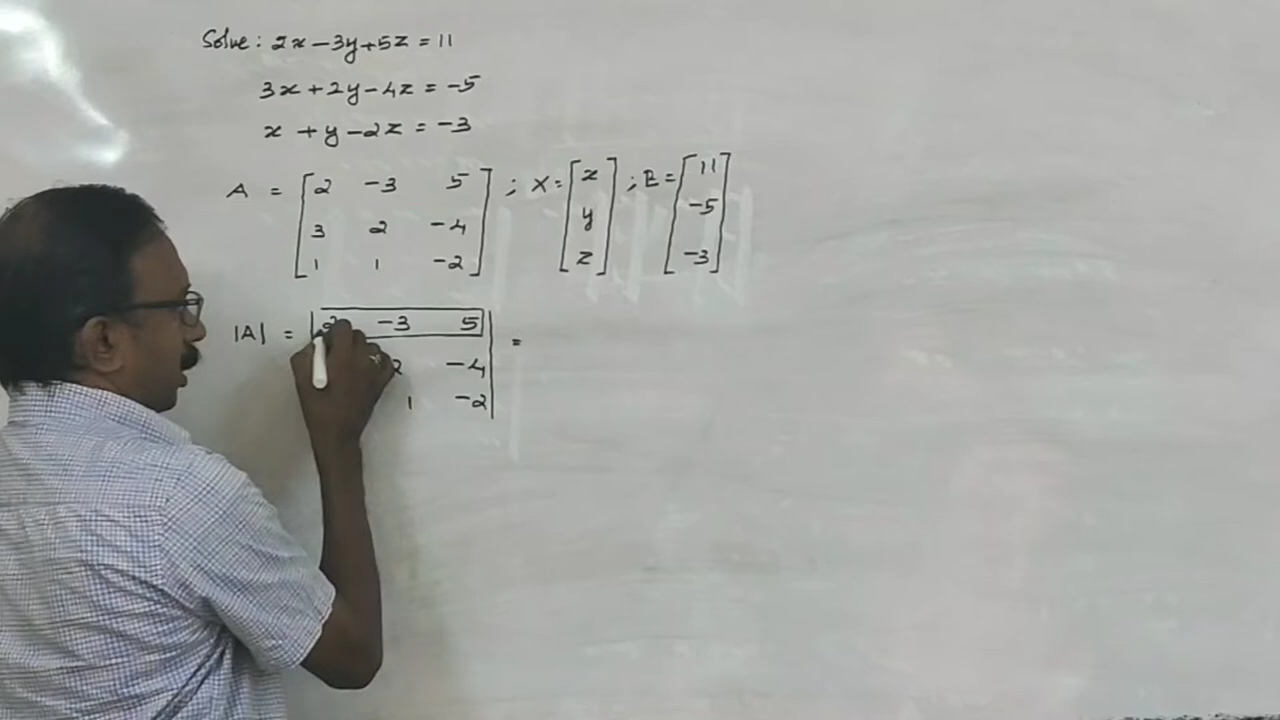 Solve: 2x-3y+5z = 11
3x+2y-4z = -5
x +y-2z = -3
A = [2 -3 5 ; X= [x ; B= [11
3 2 -4 y -5
1 1 -2] z] -3]
|A| = |2 -3 5| =
2 -4
1 -2